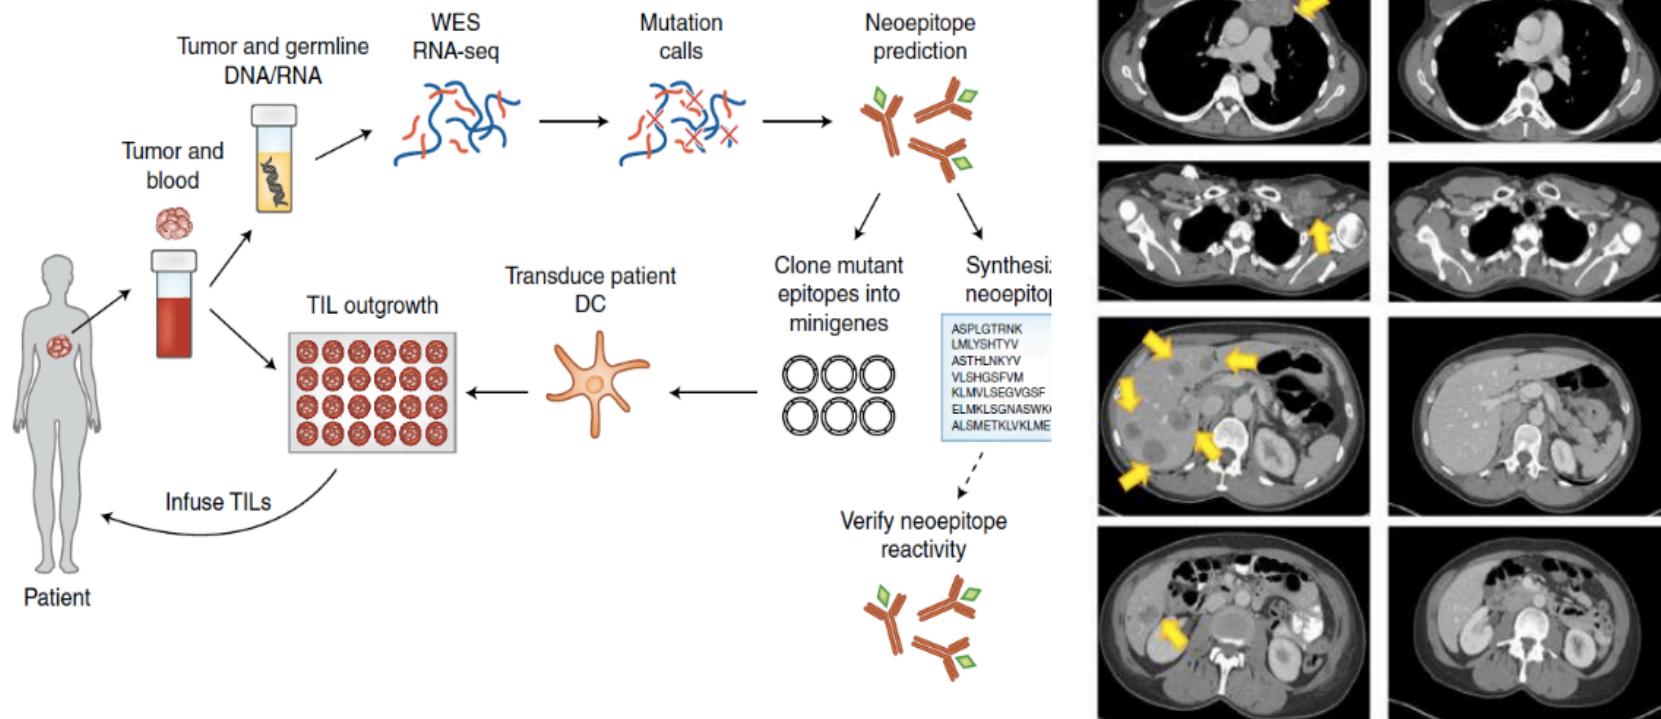 WES
RNA-seq
Mutation
calls
Neoepitope
prediction
Tumor and germline
DNA/RNA
Tumor and
blood
TIL outgrowth
Transduce patient
DC
Clone mutant
epitopes into
minigenes
ASPLGTRNK
LMLYSHTYV
ASTHLNKYV
VLSHGSFVM
KLMVLSEGVGSF
Infuse TILs
Verify neoepitope
reactivity
Patient